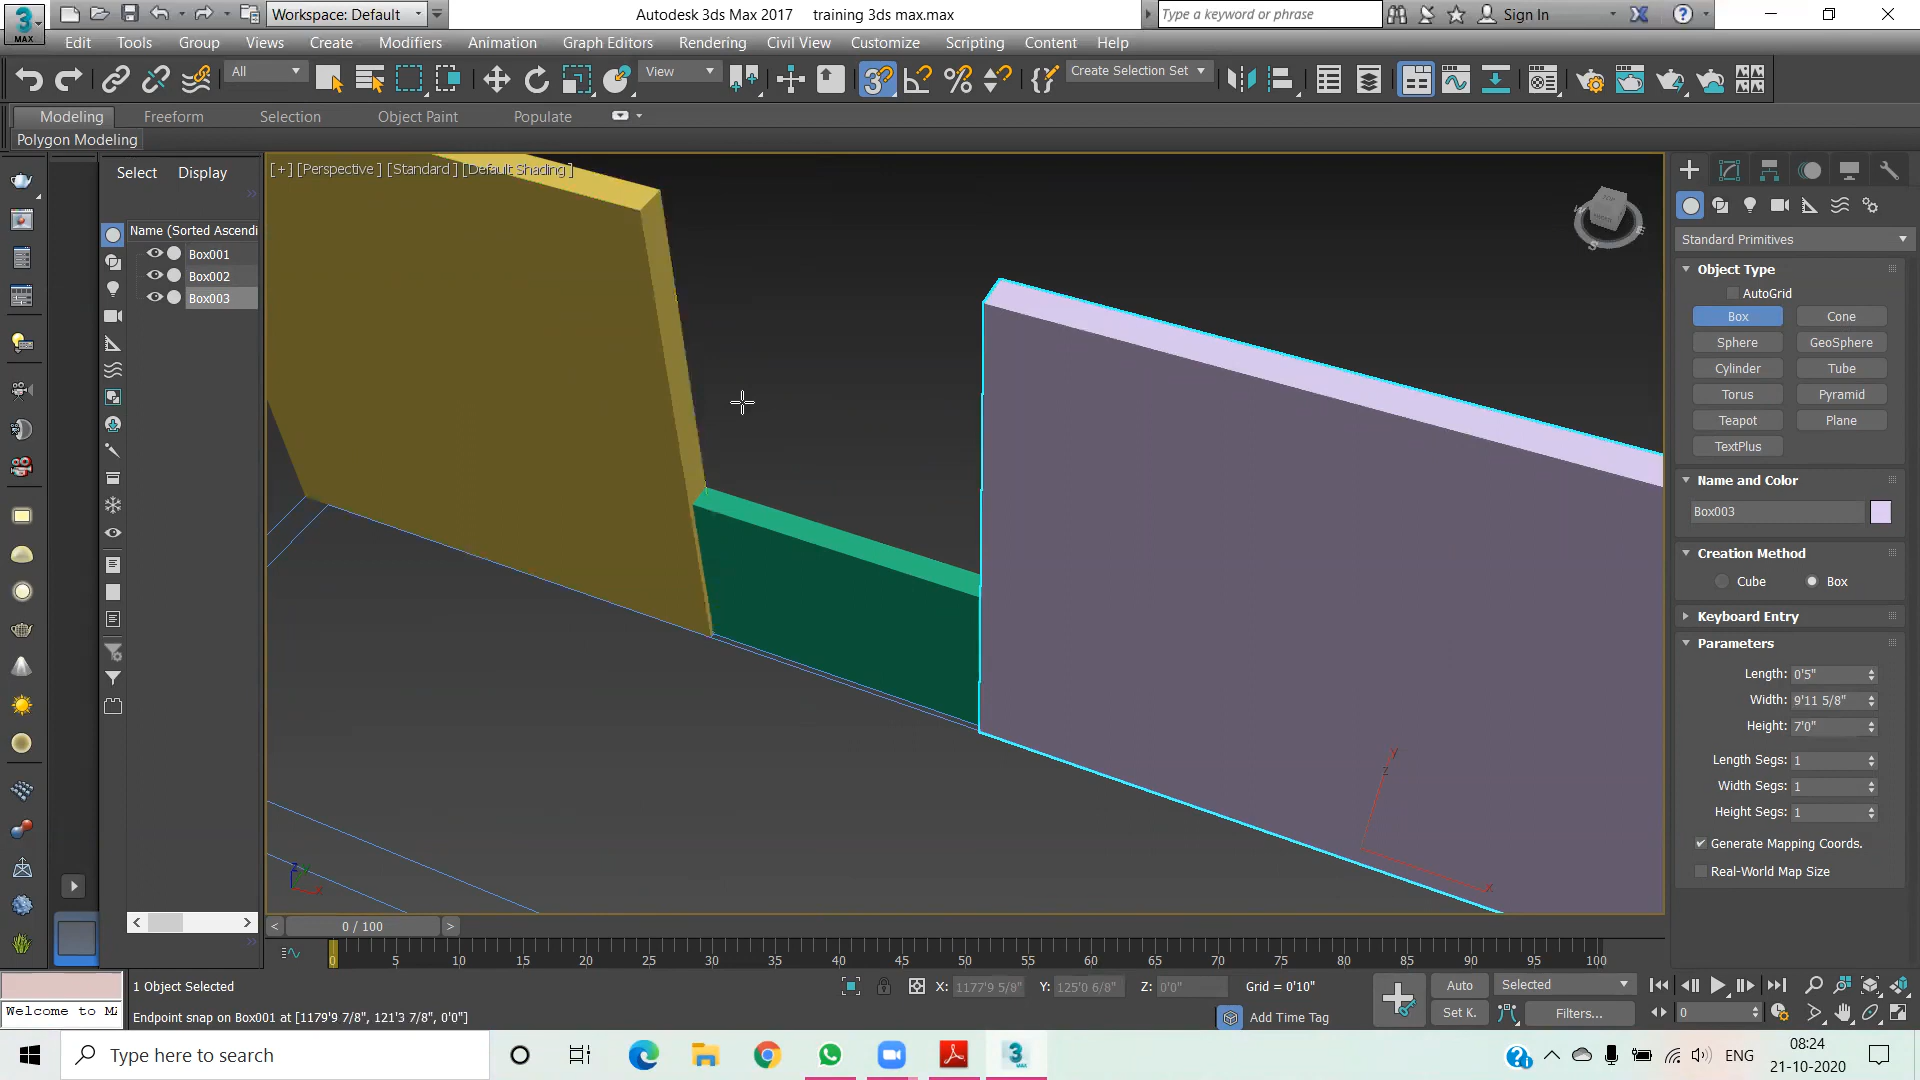 3
MAX
Workspace: Default
Autodesk 3ds Max 2017 training 3ds max.max
Type a keyword or phrase
Sign In
Edit Tools Group Views Create Modifiers Animation Graph Editors Rendering Civil View Customize Scripting Content Help
All
View
3
Create Selection Set
Modeling Freeform Selection Object Paint Populate
Polygon Modeling
Select Display
Name (Sorted Ascendi
Box001
Box002
Box003
[+] [Perspective ] [Standard ] [Default Shading ]
TOP
S
E
y
z
x
Standard Primitives
Object Type
AutoGrid
Box Cone
Sphere GeoSphere
Cylinder Tube
Torus Pyramid
Teapot Plane
TextPlus
Name and Color
Box003
Creation Method
Cube Box
Keyboard Entry
Parameters
Length: 0'5"
Width: 9'11 5/8"
Height: 7'0"
Length Segs: 1
Width Segs: 1
Height Segs: 1
Generate Mapping Coords.
Real-World Map Size
< >
< 0 / 100 >
0 5 10 15 20 25 30 35 40 45 50 55 60 65 70 75 80 85 90 95 100
1 Object Selected
X: 1177'9 5/8" Y: 125'0 6/8" Z: 0'0" Grid = 0'10"
Auto Selected
Welcome to MA
Endpoint snap on Box001 at [1179'9 7/8", 121'3 7/8", 0'0"]
Add Time Tag
Set K. Filters...
0
Type here to search
3
MAX
ENG
08:24
21-10-2020